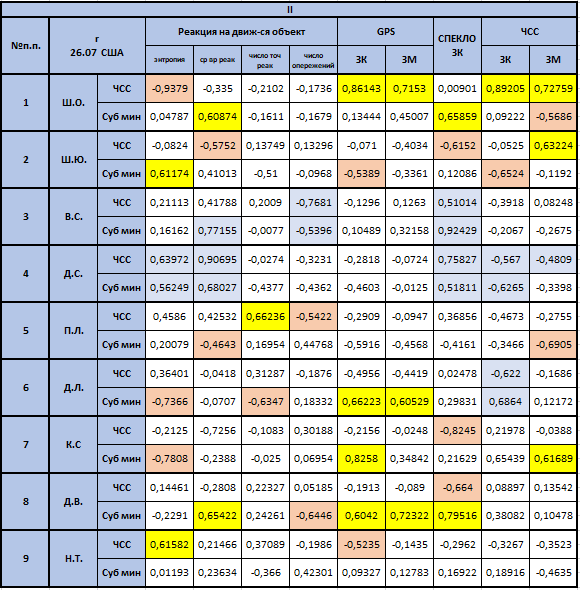 II
№п.п. г 26.07 США Реакция на движ-ся объект GPS СПЕКЛО ЗК ЧСС
энтропия ср вр реак число точ реак число опережений ЗК ЗМ ЗК ЗМ
1 Ш.О. ЧСС -0,9379 -0,335 -0,2102 -0,1736 0,86143 0,7153 0,00901 0,89205 0,72759
Суб мин 0,04787 0,60874 -0,1611 -0,1679 0,13444 0,45007 0,65859 0,09222 -0,5686
2 Ш.Ю. ЧСС -0,0824 -0,5752 0,13749 0,13296 -0,071 -0,4034 -0,6152 -0,0525 0,63224
Суб мин 0,61174 0,41013 -0,51 -0,0968 -0,5389 -0,3361 0,12086 -0,6524 -0,1192
3 В.С. ЧСС 0,21113 0,41788 0,2009 -0,7681 -0,1296 0,1263 0,51014 -0,3918 0,08248
Суб мин 0,16162 0,77155 -0,0077 -0,5396 0,10489 0,32158 0,92429 -0,2067 -0,2675
4 Д.С. ЧСС 0,63972 0,90695 -0,0274 -0,3231 -0,2818 -0,0724 0,75827 -0,567 -0,4809
Суб мин 0,56249 0,68027 -0,4377 -0,4362 -0,4603 -0,0125 0,51811 -0,6265 -0,3398
5 П.Л. ЧСС 0,4586 0,42532 0,66236 -0,5422 -0,2909 -0,0947 0,36856 -0,4673 -0,2755
Суб мин 0,20079 -0,4643 0,16954 0,44768 -0,5916 -0,4568 -0,4161 -0,3466 -0,6905
6 Д.Л. ЧСС 0,36401 -0,0418 0,31287 -0,1876 -0,4956 -0,4419 0,02478 -0,622 -0,1686
Суб мин -0,7366 -0,0707 -0,6347 0,18332 0,66223 0,60529 0,29831 0,6864 0,12172
7 К.С ЧСС -0,2125 -0,7256 -0,1083 0,30188 -0,2156 -0,0248 -0,8245 0,21978 -0,0388
Суб мин -0,7808 -0,2388 -0,025 0,06954 0,8258 0,34842 0,21629 0,65439 0,61689
8 Д.В. ЧСС 0,14461 -0,2808 0,22327 0,05185 -0,1913 -0,089 -0,664 0,08897 0,13542
Суб мин -0,2291 0,65422 0,24261 -0,6446 0,6042 0,72322 0,79516 0,38082 0,10478
9 Н.Т. ЧСС 0,61582 0,21466 0,37089 -0,1986 -0,5235 -0,1435 -0,2962 -0,3267 -0,3523
Суб мин 0,01193 0,23634 -0,366 0,42301 0,09327 0,12783 0,16922 0,18916 -0,4635